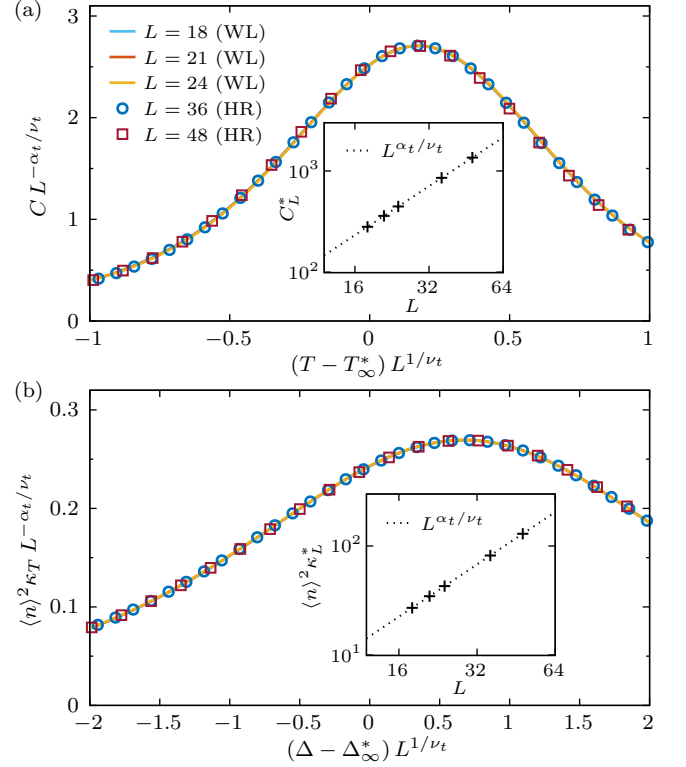 (a)
3
2
1
0
C L^{-α_t/ν_t}
L = 18 (WL)
L = 21 (WL)
L = 24 (WL)
L = 36 (HR)
L = 48 (HR)
L^{α_t/ν_t}
10^3
10^2
C^*_L
16 32 64
L
−1 −0.5 0 0.5 1
(T − T^*_∞) L^{1/ν_t}
(b)
0.3
0.2
0.1
0
⟨n⟩^2 κ_T L^{-α_t/ν_t}
L^{α_t/ν_t}
10^2
10^1
⟨n⟩^2 κ^*_L
16 32 64
L
−2 −1.5 −1 −0.5 0 0.5 1 1.5 2
(Δ − Δ^*_∞) L^{1/ν_t}